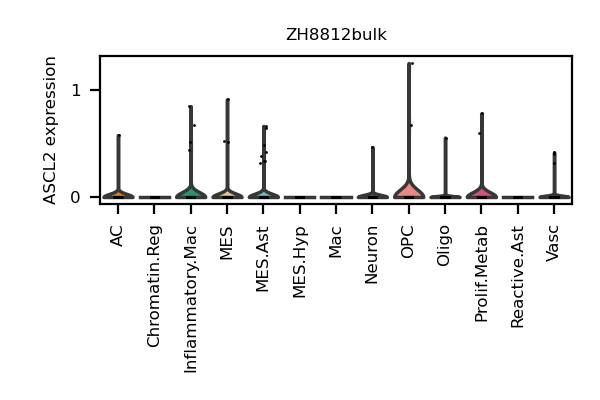 ZH8812bulk
ASCL2 expression
1
0
AC
Chromatin.Reg
Inflammatory.Mac
MES
MES.Ast
MES.Hyp
Mac
Neuron
OPC
Oligo
Prolif.Metab
Reactive.Ast
Vasc